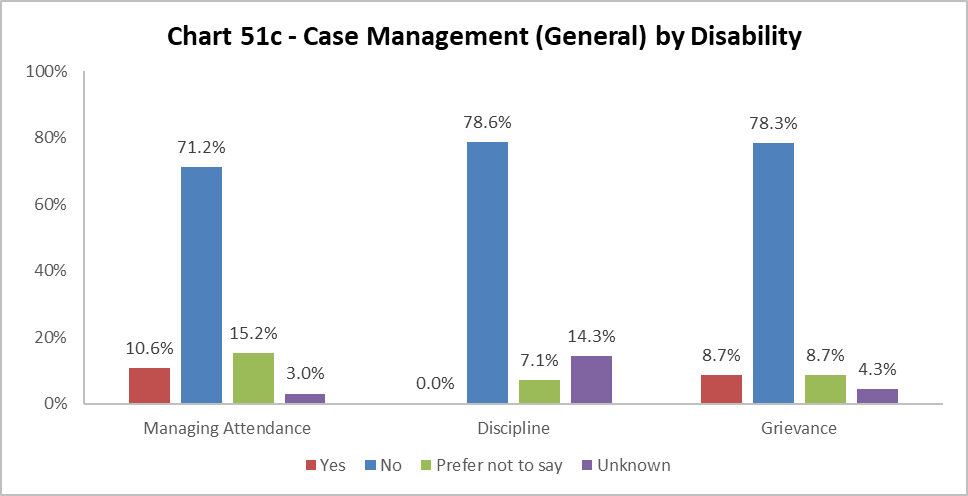 Chart 51c - Case Management (General) by Disability
100%
80%
60%
40%
20%
0%
10.6%
71.2%
15.2%
3.0%
0.0%
78.6%
7.1%
14.3%
8.7%
78.3%
8.7%
4.3%
Managing Attendance
Discipline
Grievance
Yes
No
Prefer not to say
Unknown